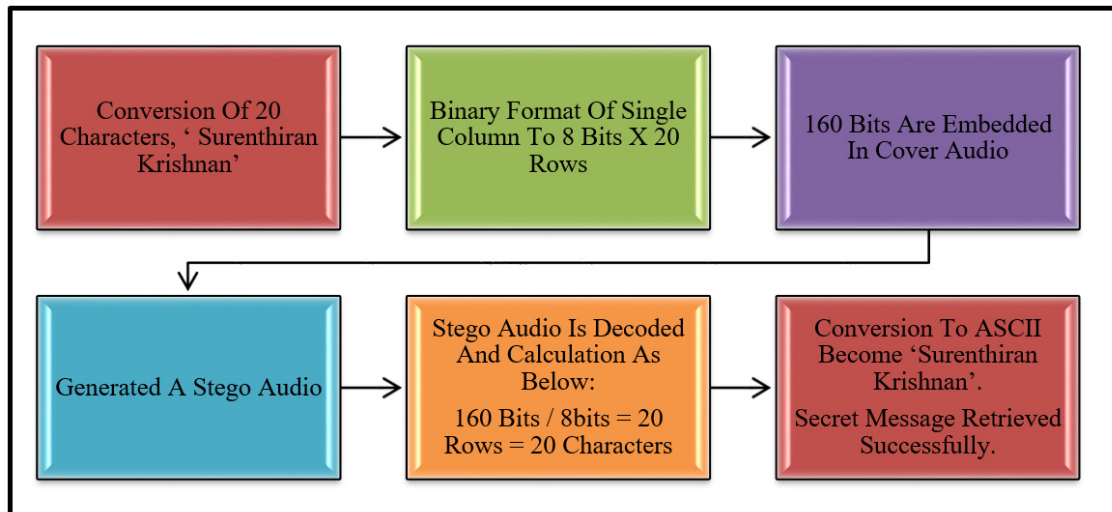 Conversion Of 20
Characters, ‘ Surenthiran
Krishnan’
Binary Format Of Single
Column To 8 Bits X 20
Rows
160 Bits Are Embedded
In Cover Audio
Generated A Stego Audio
Stego Audio Is Decoded
And Calculation As
Below:
160 Bits / 8bits = 20
Rows = 20 Characters
Conversion To ASCII
Become ‘Surenthiran
Krishnan’.
Secret Message Retrieved
Successfully.